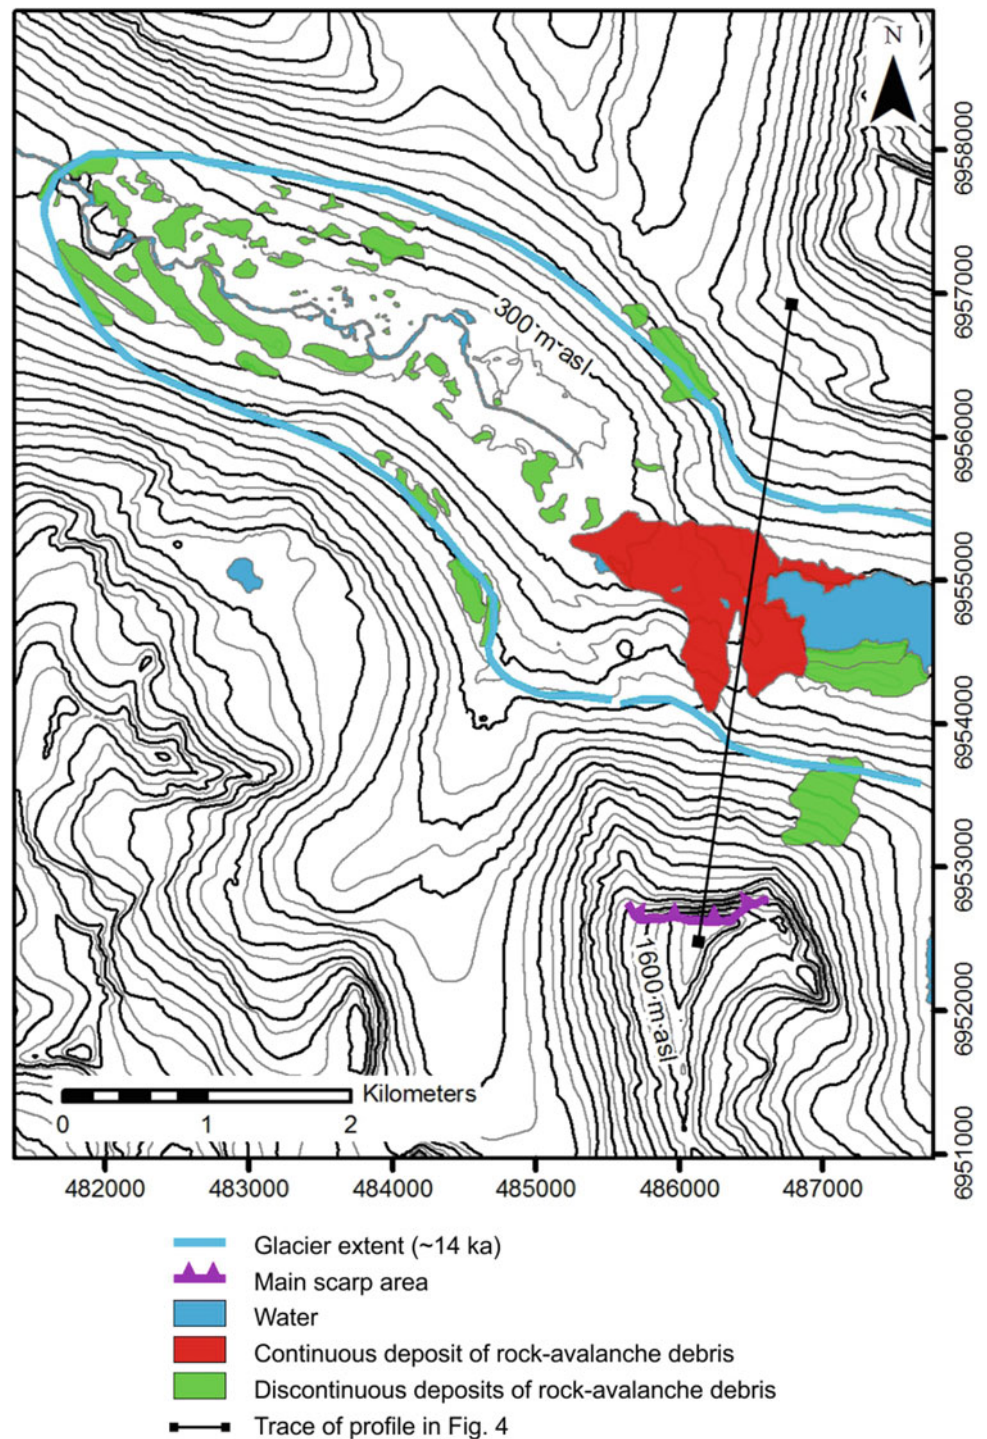 N
6958000
6957000
6956000
6955000
6954000
6953000
6952000
6951000
300 m asl
1600 m asl
Kilometers
0 1 2
482000 483000 484000 485000 486000 487000
Glacier extent (~14 ka)
Main scarp area
Water
Continuous deposit of rock-avalanche debris
Discontinuous deposits of rock-avalanche debris
Trace of profile in Fig. 4